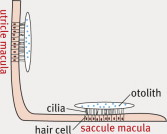 utricle macula
otolith
cilia
hair cell
saccule macula